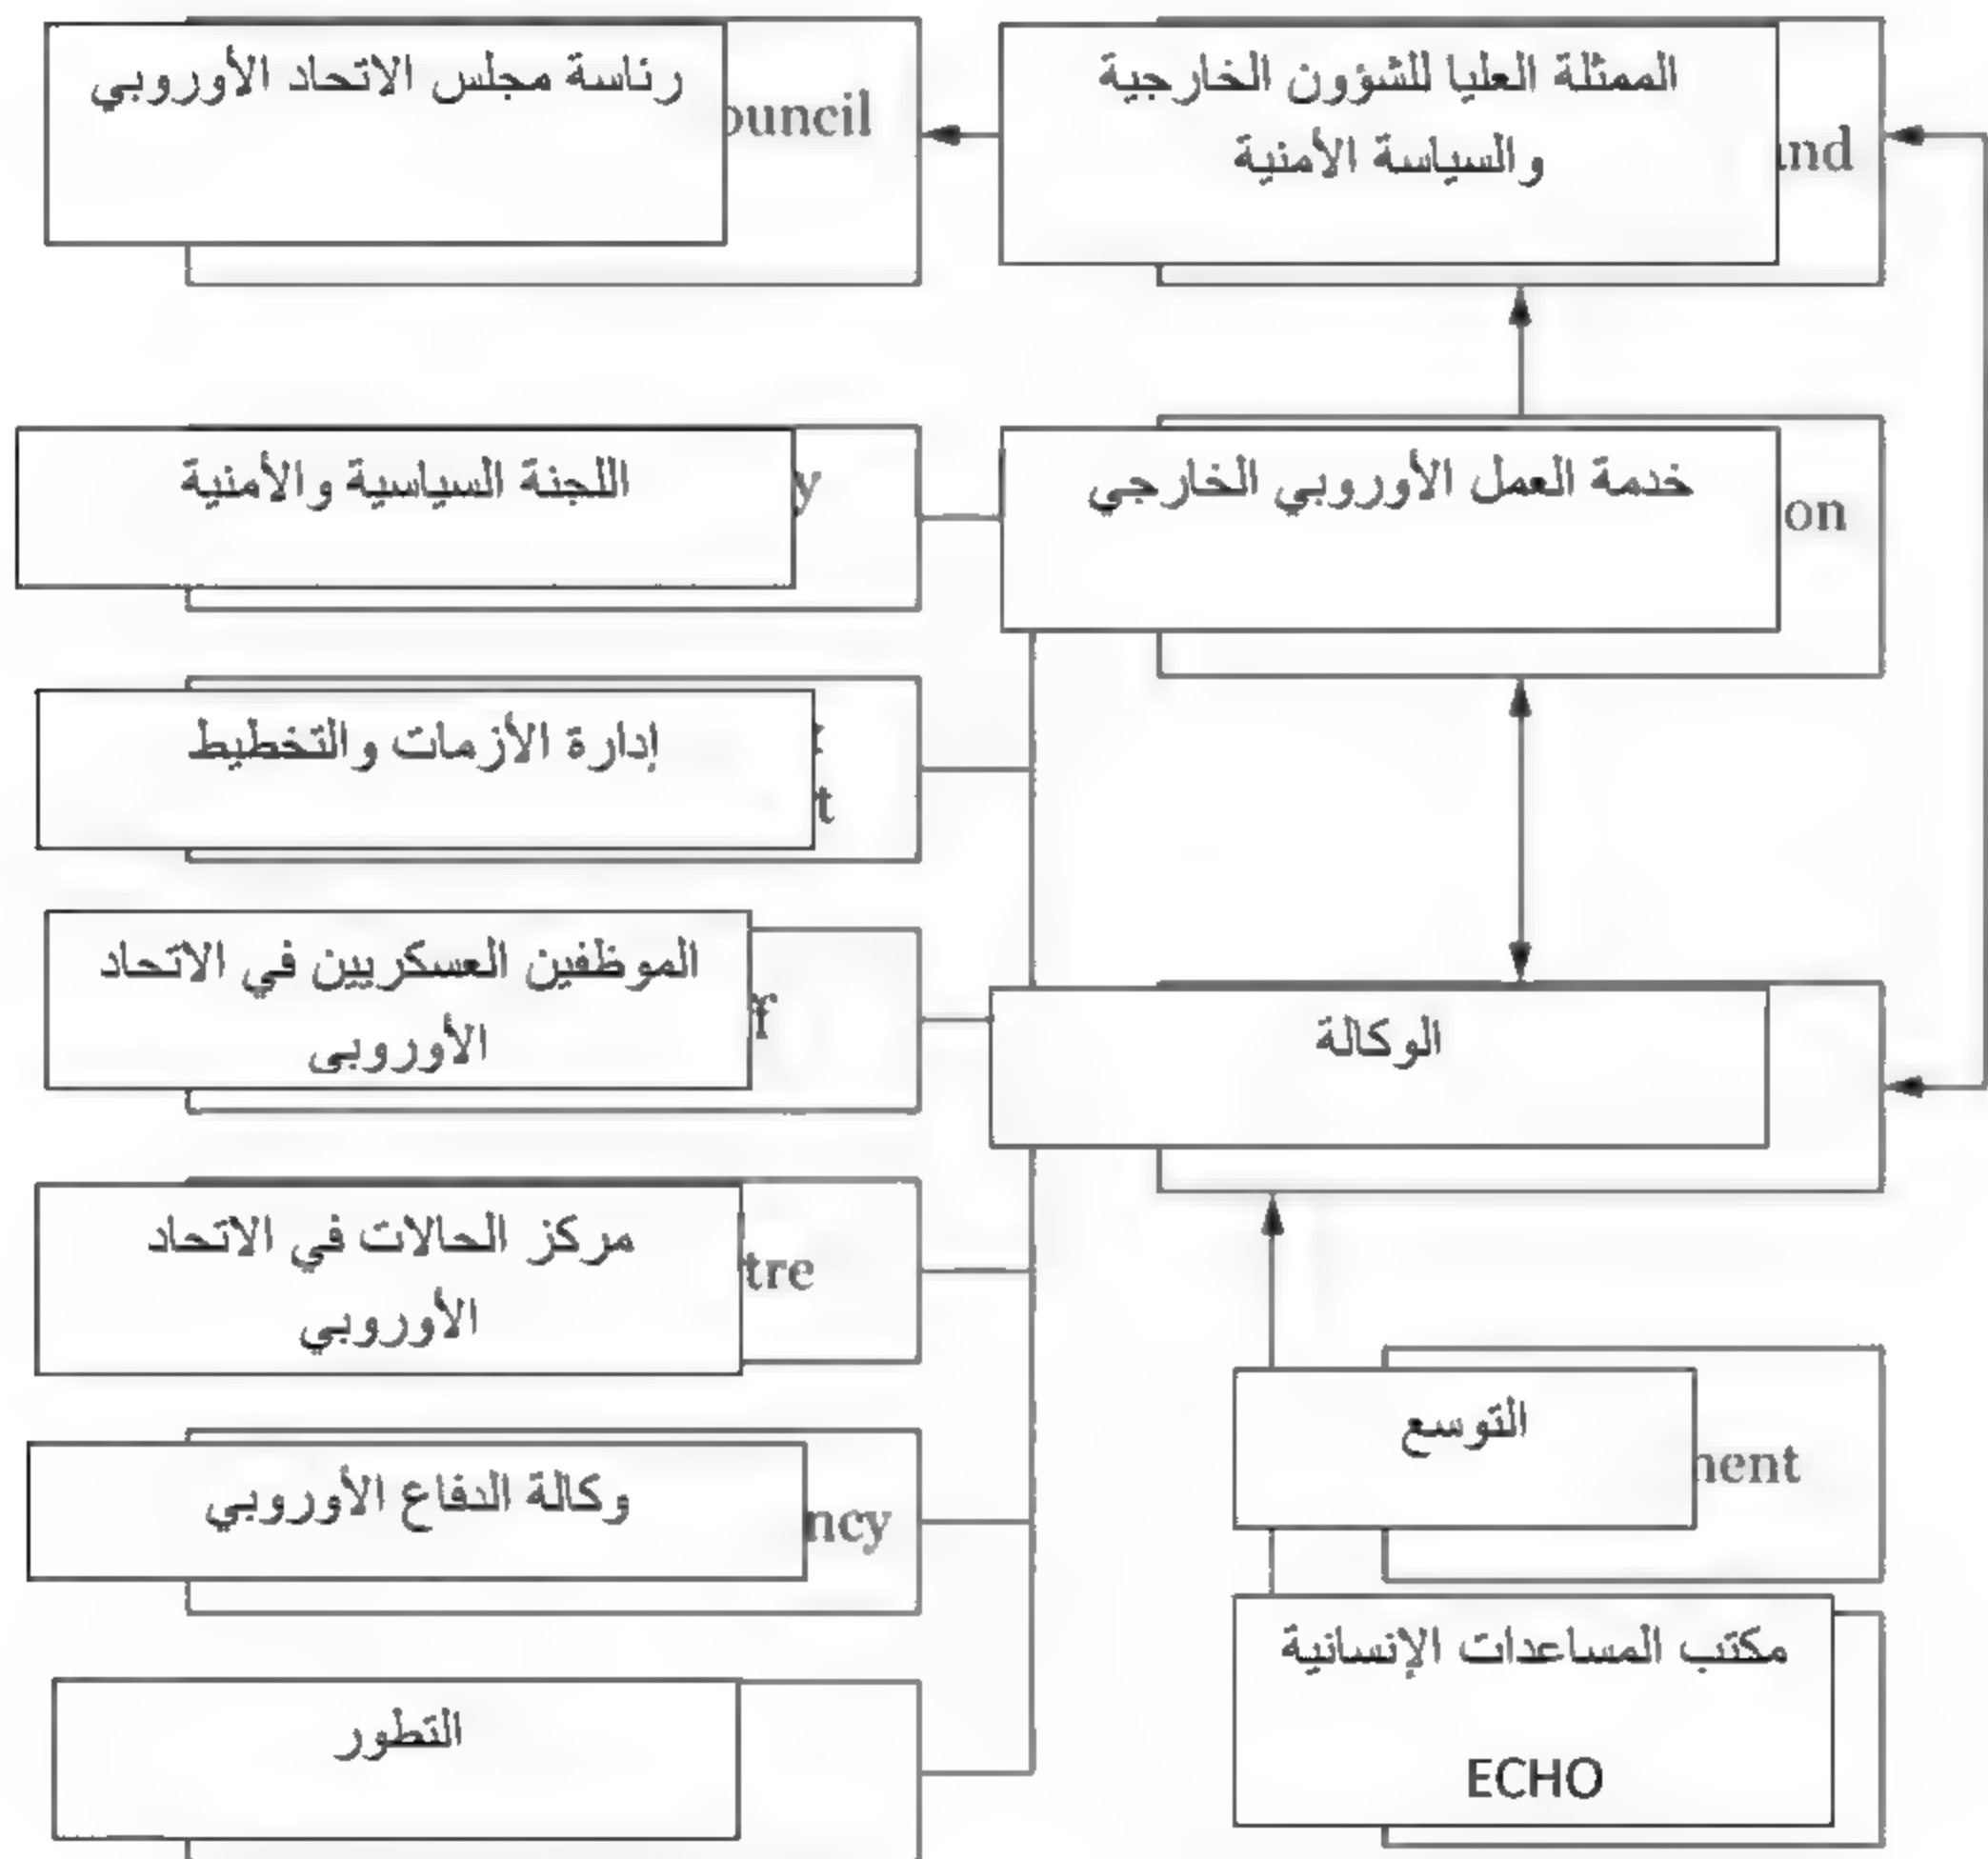 الممثلة العليا للشؤون الخارجية
والسياسة الأمنية
and
رئاسة مجلس الاتحاد الأوروبي
ouncil
خدمة العمل الأوروبي الخارجي
on
اللجنة السياسية والأمنية
y
إدارة الأزمات والتخطيط
t
الموظفين العسكريين في الاتحاد
الأوروبى
f
الوكالة
مركز الحالات في الاتحاد
الأوروبي
tre
التوسع
ment
وكالة الدفاع الأوروبي
ncy
مكتب المساعدات الإنسانية
ECHO
التطور